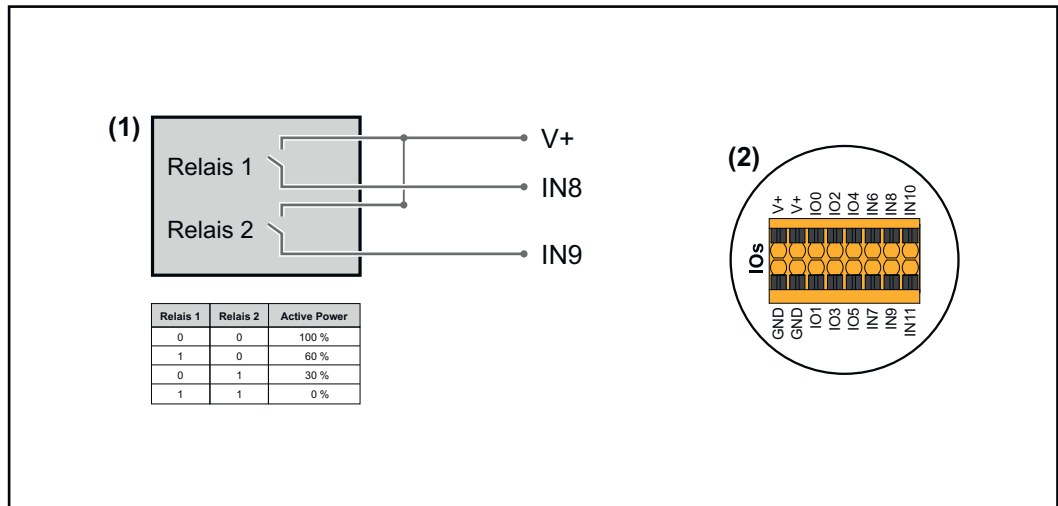 (1)
Relais 1
Relais 2
V+
IN8
IN9
Relais 1 Relais 2 Active Power
0 0 100 %
1 0 60 %
0 1 30 %
1 1 0 %
(2)
IOs
V+ V+ IO0 IO2 IO4 IN6 IN8 IN10
GND GND IO1 IO3 IO5 IN7 IN9 IN11